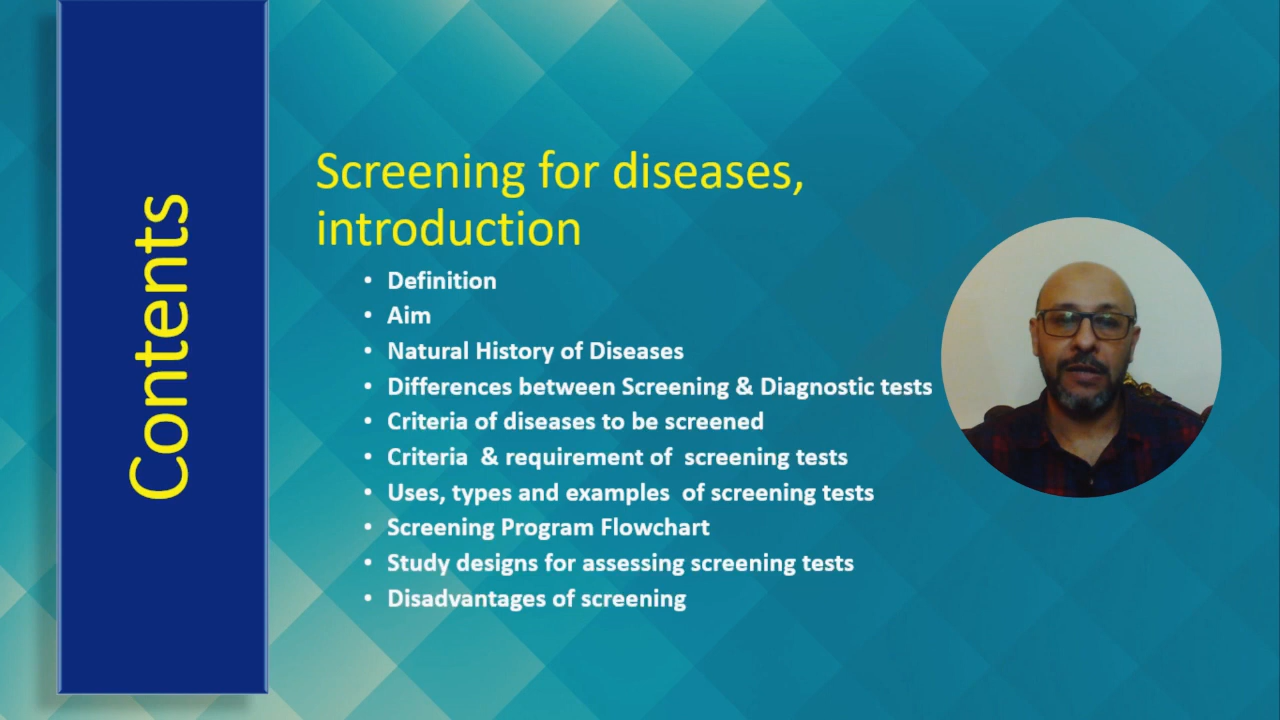 Contents
Screening for diseases,
introduction
• Definition
• Aim
• Natural History of Diseases
• Differences between Screening & Diagnostic tests
• Criteria of diseases to be screened
• Criteria & requirement of screening tests
• Uses, types and examples of screening tests
• Screening Program Flowchart
• Study designs for assessing screening tests
• Disadvantages of screening